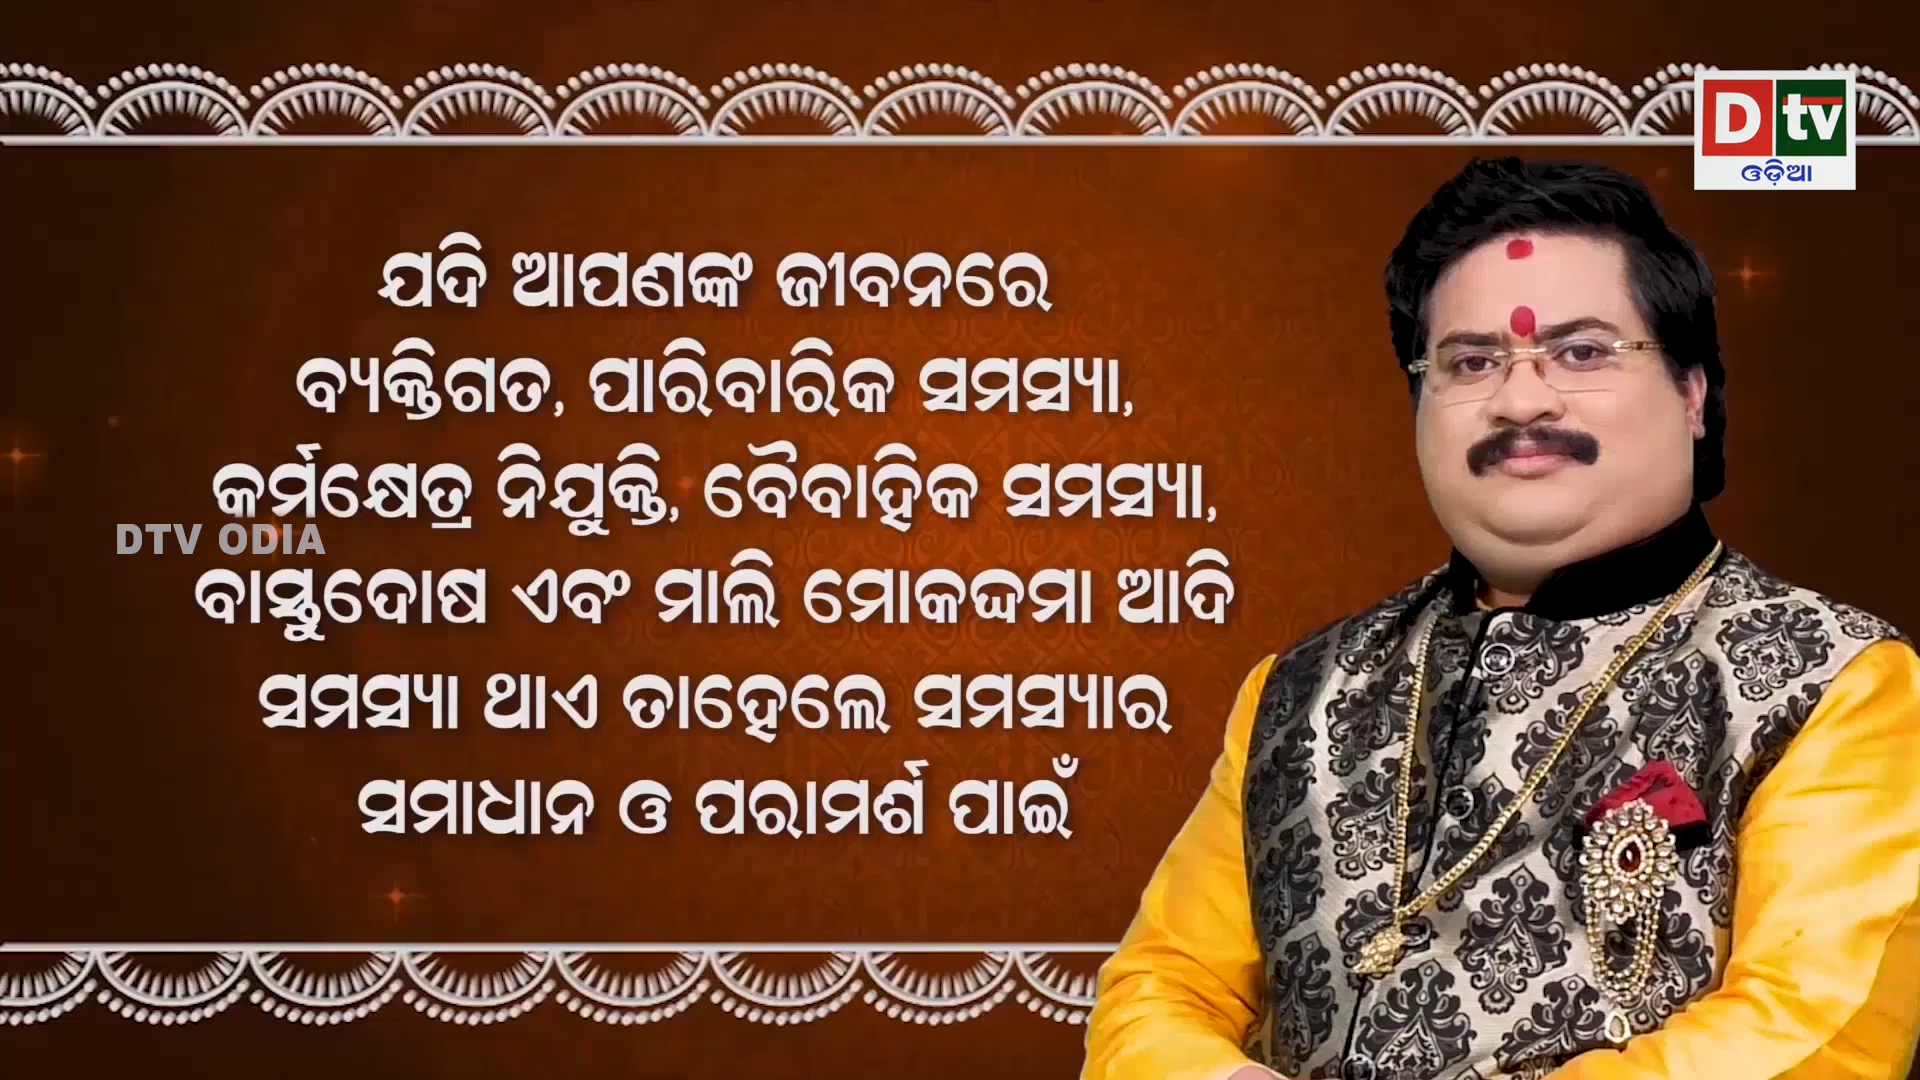 D tv
ଓଡ଼ିଆ
ଯଦି ଆପଣଙ୍କ ଜୀବନରେ
ବ୍ୟକ୍ତିଗତ, ପାରିବାରିକ ସମସ୍ୟା,
କର୍ମକ୍ଷେତ୍ର ନିଯୁକ୍ତି, ବୈବାହିକ ସମସ୍ୟା,
DTV ODIA
ବାସ୍ତୁଦୋଷ ଏବଂ ମାଲି ମୋକଦ୍ଦମା ଆଦି
ସମସ୍ୟା ଥାଏ ତାହେଲେ ସମସ୍ୟାର
ସମାଧାନ ଓ ପରାମର୍ଶ ପାଇଁ